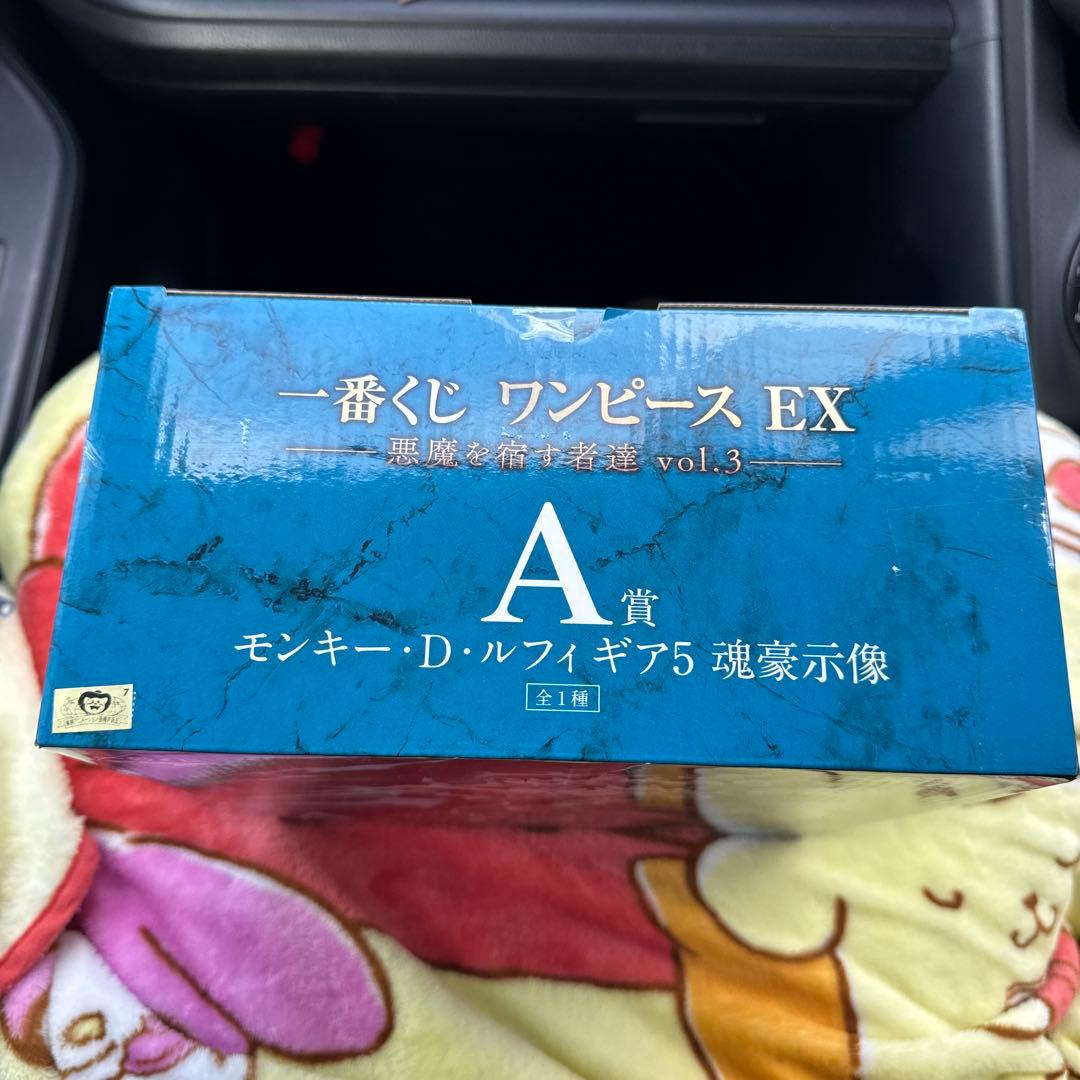 一番くじ ワンピース EX
悪魔を宿す者達 vol.3
A賞
モンキー・D・ルフィ ギア5 魂豪示像
全1種
7